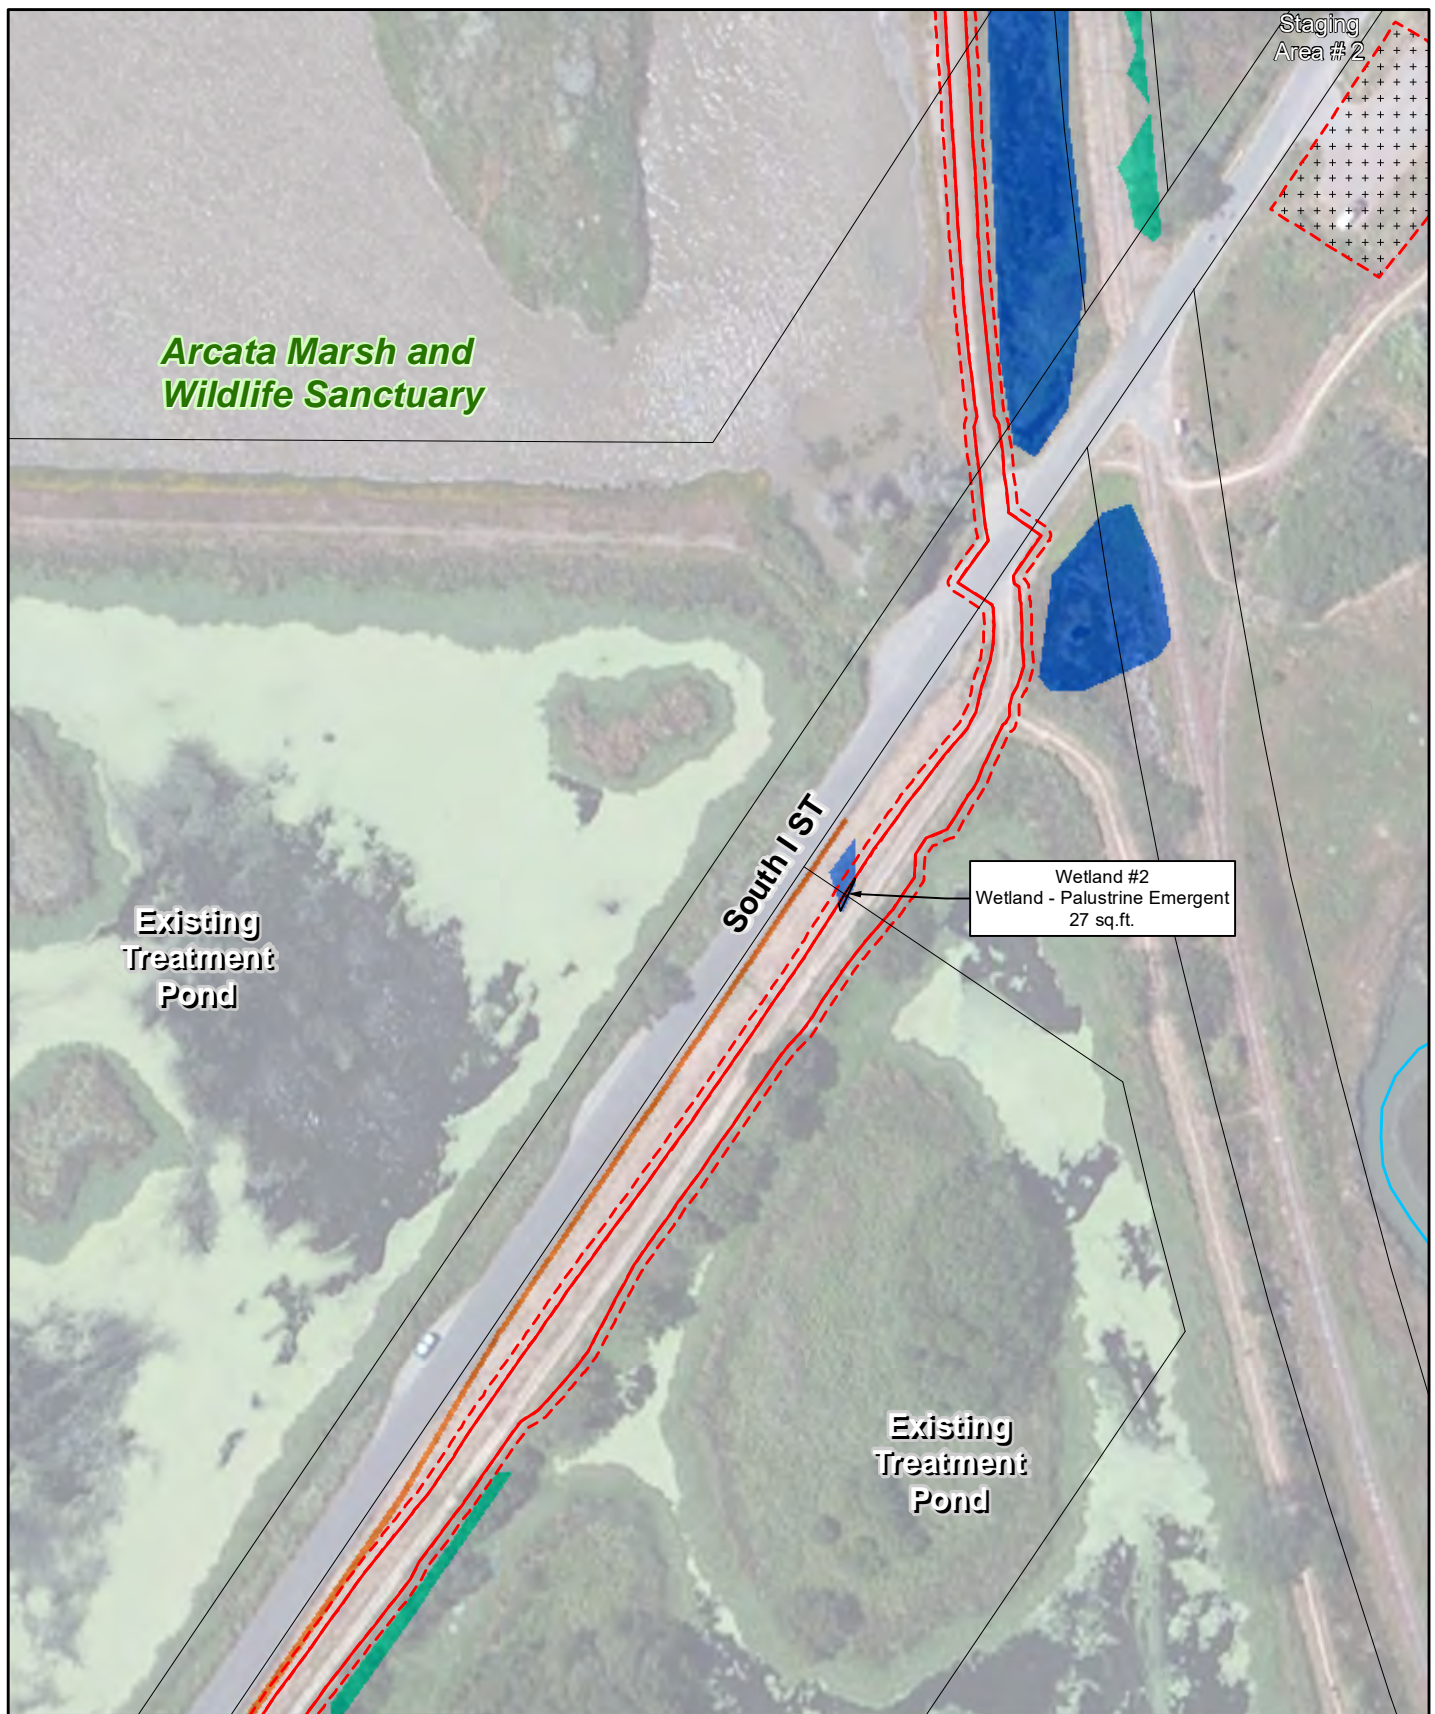 Staging
Area # 2
Arcata Marsh and
Wildlife Sanctuary
South I ST
Wetland #2
Wetland - Palustrine Emergent
27 sq.ft.
Existing
Treatment
Pond
Existing
Treatment
Pond